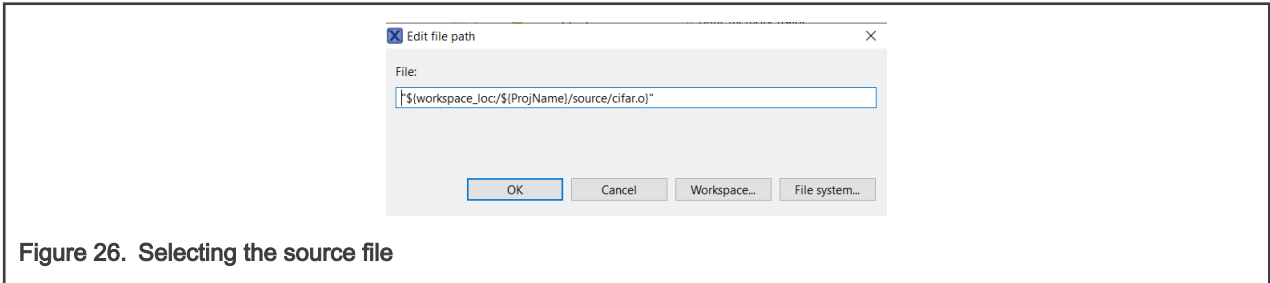 Edit file path
File:
"${workspace_loc:/${ProjName}/source/cifar.o}"
OK Cancel Workspace... File system...
Figure 26. Selecting the source file